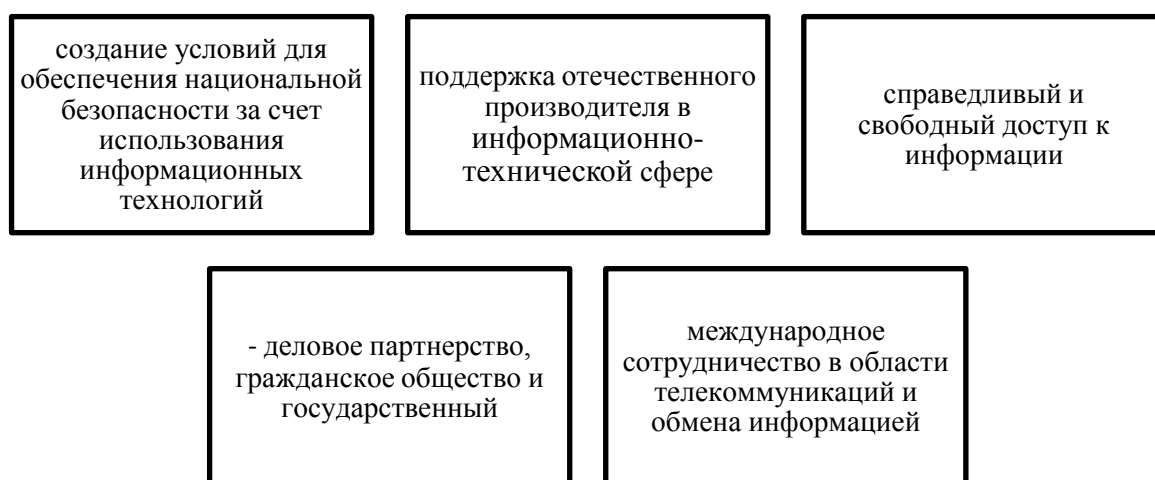 создание условий для
обеспечения национальной
безопасности за счет
использования
информационных
технологий
поддержка отечественного
производителя в
информационно-
технической сфере
справедливый и
свободный доступ к
информации
- деловое партнерство,
гражданское общество и
государственный
международное
сотрудничество в области
телекоммуникаций и
обмена информацией